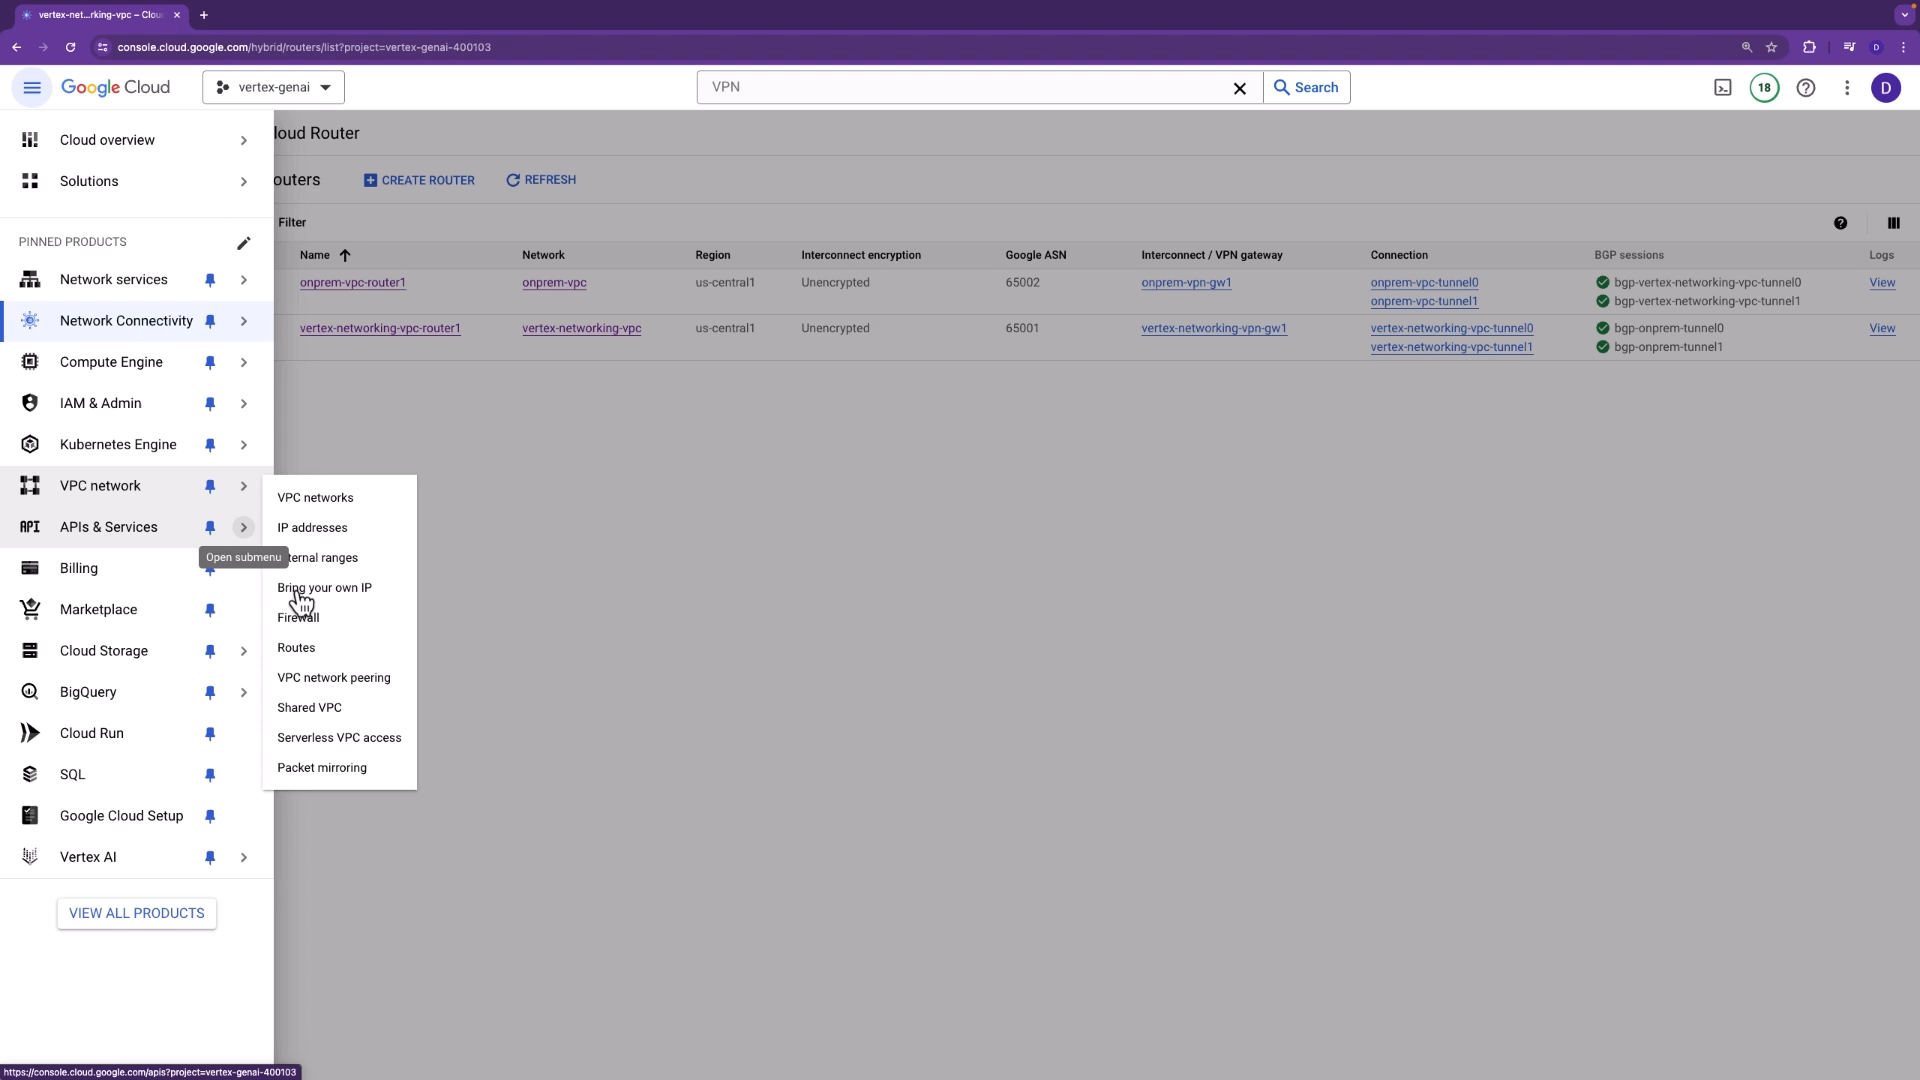 vertex-net...rking-vpc – Clou
console.cloud.google.com/hybrid/routers/list?project=vertex-genai-400103
D
Google Cloud
vertex-genai
VPN
Search
18
D
Cloud overview
Solutions
PINNED PRODUCTS
Network services
Network Connectivity
Compute Engine
IAM & Admin
Kubernetes Engine
VPC network
API APIs & Services
Open submenu
Billing
Marketplace
Cloud Storage
BigQuery
Cloud Run
SQL
Google Cloud Setup
Vertex AI
VIEW ALL PRODUCTS
VPC networks
IP addresses
ternal ranges
Bring your own IP
Firewall
Routes
VPC network peering
Shared VPC
Serverless VPC access
Packet mirroring
loud Router
outers CREATE ROUTER REFRESH
Filter
Name Network Region Interconnect encryption Google ASN Interconnect / VPN gateway Connection BGP sessions Logs
onprem-vpc-router1 onprem-vpc us-central1 Unencrypted 65002 onprem-vpn-gw1 onprem-vpc-tunnel0 bgp-vertex-networking-vpc-tunnel0 View
onprem-vpc-tunnel1 bgp-vertex-networking-vpc-tunnel1
vertex-networking-vpc-router1 vertex-networking-vpc us-central1 Unencrypted 65001 vertex-networking-vpn-gw1 vertex-networking-vpc-tunnel0 bgp-onprem-tunnel0 View
vertex-networking-vpc-tunnel1 bgp-onprem-tunnel1
https://console.cloud.google.com/apis?project=vertex-genai-400103